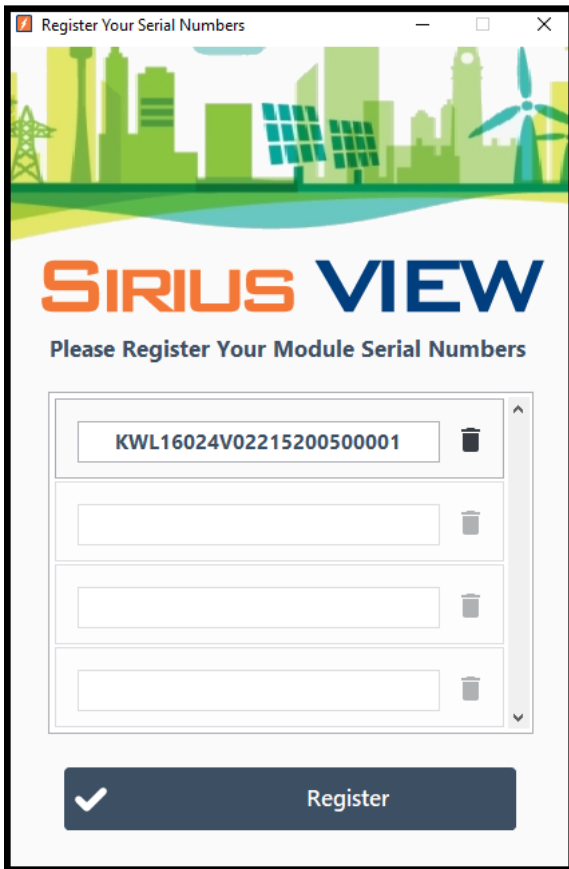 Register Your Serial Numbers
SIRIUS VIEW
Please Register Your Module Serial Numbers
KWL16024V02215200500001
Register